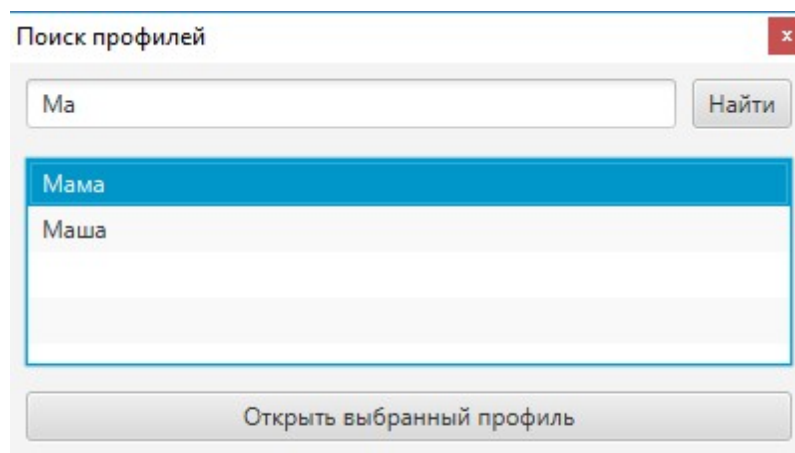 Поиск профилей x
Ма Найти
Мама
Маша
Открыть выбранный профиль